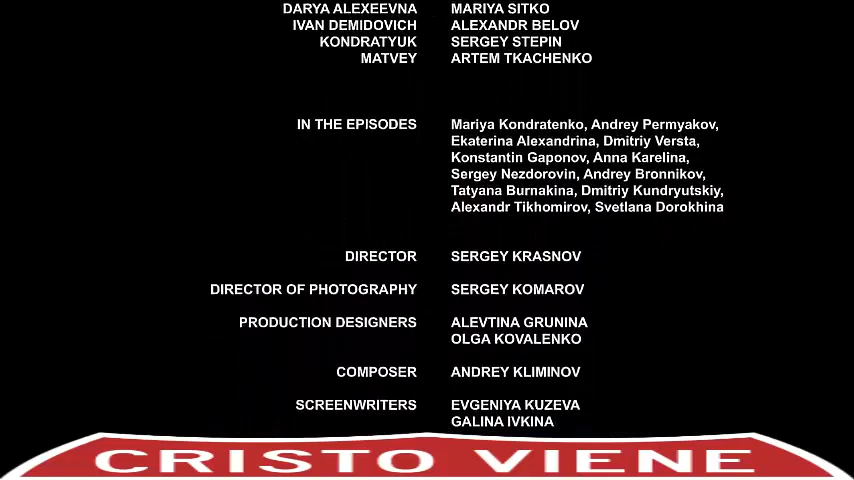 DARYA ALEXEEVNA MARIYA SITKO
IVAN DEMIDOVICH ALEXANDR BELOV
KONDRATYUK SERGEY STEPIN
MATVEY ARTEM TKACHENKO
IN THE EPISODES Mariya Kondratenko, Andrey Permyakov,
Ekaterina Alexandrina, Dmitriy Versta,
Konstantin Gaponov, Anna Karelina,
Sergey Nezdorovin, Andrey Bronnikov,
Tatyana Burnakina, Dmitriy Kundryutskiy,
Alexandr Tikhomirov, Svetlana Dorokhina
DIRECTOR SERGEY KRASNOV
DIRECTOR OF PHOTOGRAPHY SERGEY KOMAROV
PRODUCTION DESIGNERS ALEVTINA GRUNINA
OLGA KOVALENKO
COMPOSER ANDREY KLIMINOV
SCREENWRITERS EVGENIYA KUZEVA
GALINA IVKINA
CRISTO VIENE